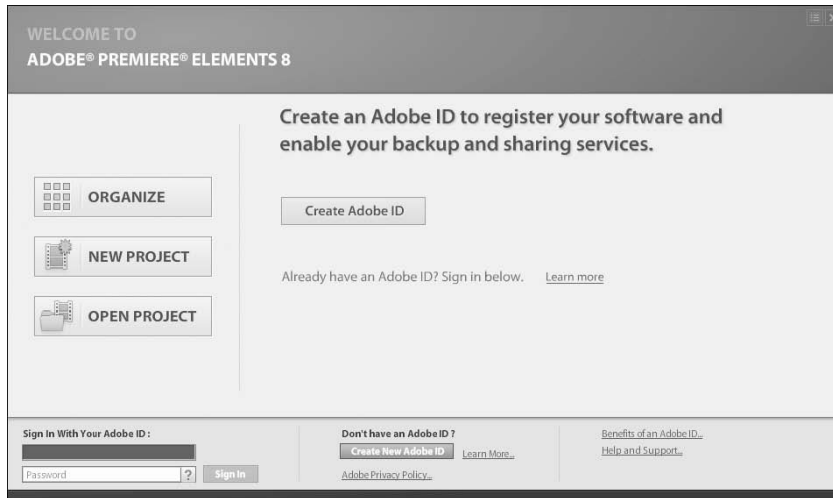 WELCOME TO
ADOBE® PREMIERE® ELEMENTS 8
Create an Adobe ID to register your software and
enable your backup and sharing services.
ORGANIZE
Create Adobe ID
NEW PROJECT
Already have an Adobe ID? Sign in below. Learn more
OPEN PROJECT
Sign In With Your Adobe ID :
Password ? Sign In
Don't have an Adobe ID ?
Create New Adobe ID Learn More...
Adobe Privacy Policy...
Benefits of an Adobe ID...
Help and Support...